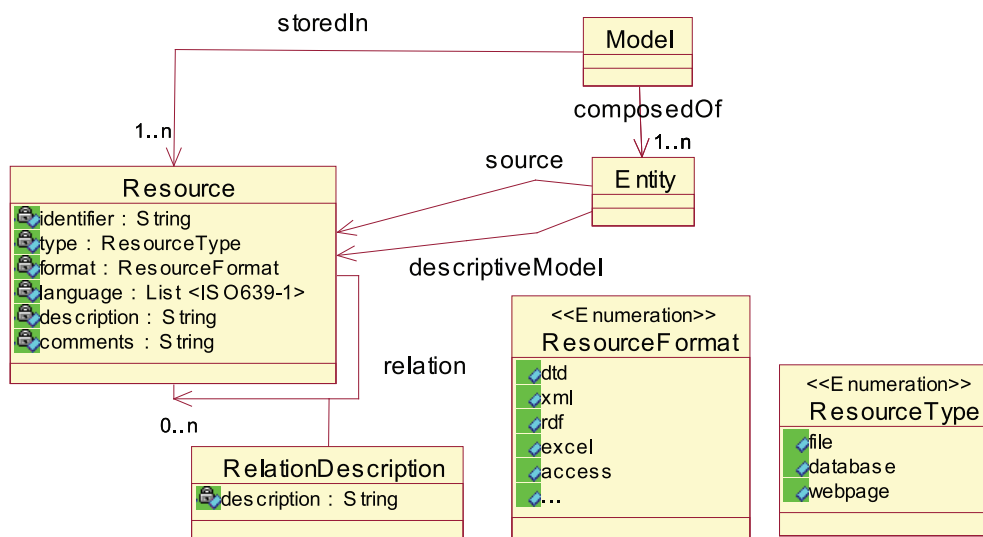 storedIn
Model
composedOf
1..n
1..n
source
Entity
Resource
identifier : String
type : ResourceType
format : ResourceFormat
language : List <ISO639-1>
description : String
comments : String
descriptiveModel
relation
0..n
RelationDescription
description : String
<<Enumeration>>
ResourceFormat
dtd
xml
rdf
excel
access
...
<<Enumeration>>
ResourceType
file
database
webpage